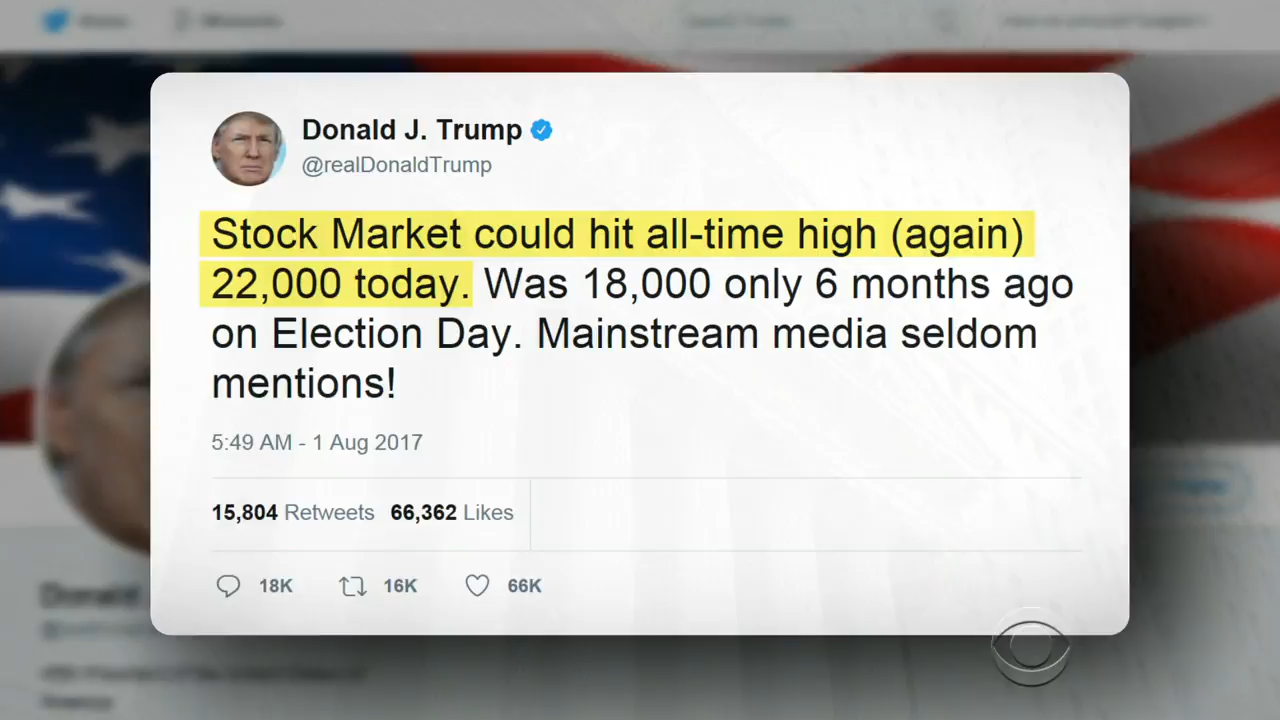 Donald J. Trump
@realDonaldTrump
Stock Market could hit all-time high (again)
22,000 today. Was 18,000 only 6 months ago
on Election Day. Mainstream media seldom
mentions!
5:49 AM - 1 Aug 2017
15,804 Retweets 66,362 Likes
18K 16K 66K